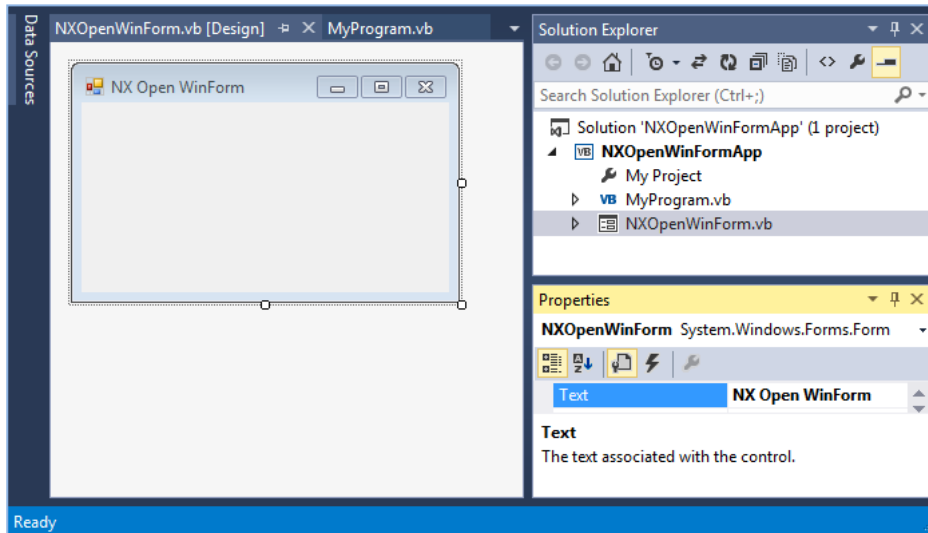 Data Sources
NXOpenWinForm.vb [Design]
MyProgram.vb
NX Open WinForm
Solution Explorer
Search Solution Explorer (Ctrl+;)
Solution 'NXOpenWinFormApp' (1 project)
VB NXOpenWinFormApp
My Project
VB MyProgram.vb
NXOpenWinForm.vb
Properties
NXOpenWinForm System.Windows.Forms.Form
Text NX Open WinForm
Text
The text associated with the control.
Ready